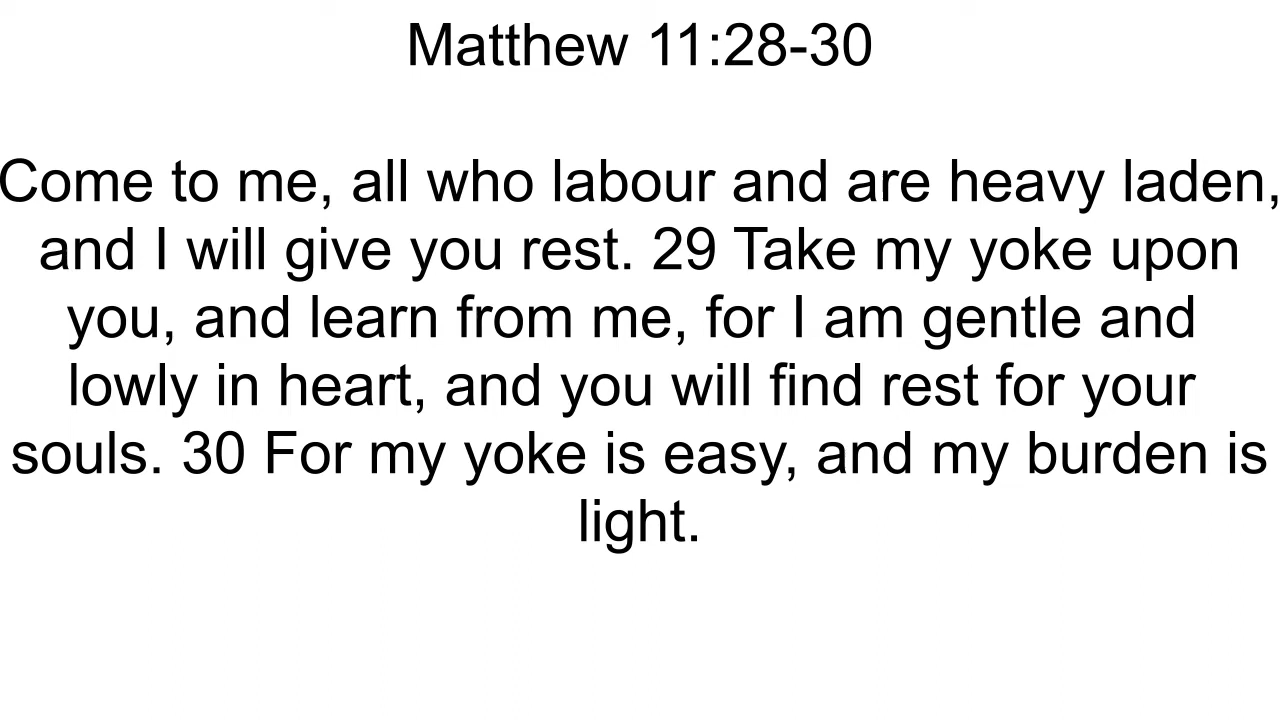 Matthew 11:28-30
Come to me, all who labour and are heavy laden,
and I will give you rest. 29 Take my yoke upon
you, and learn from me, for I am gentle and
lowly in heart, and you will find rest for your
souls. 30 For my yoke is easy, and my burden is
light.